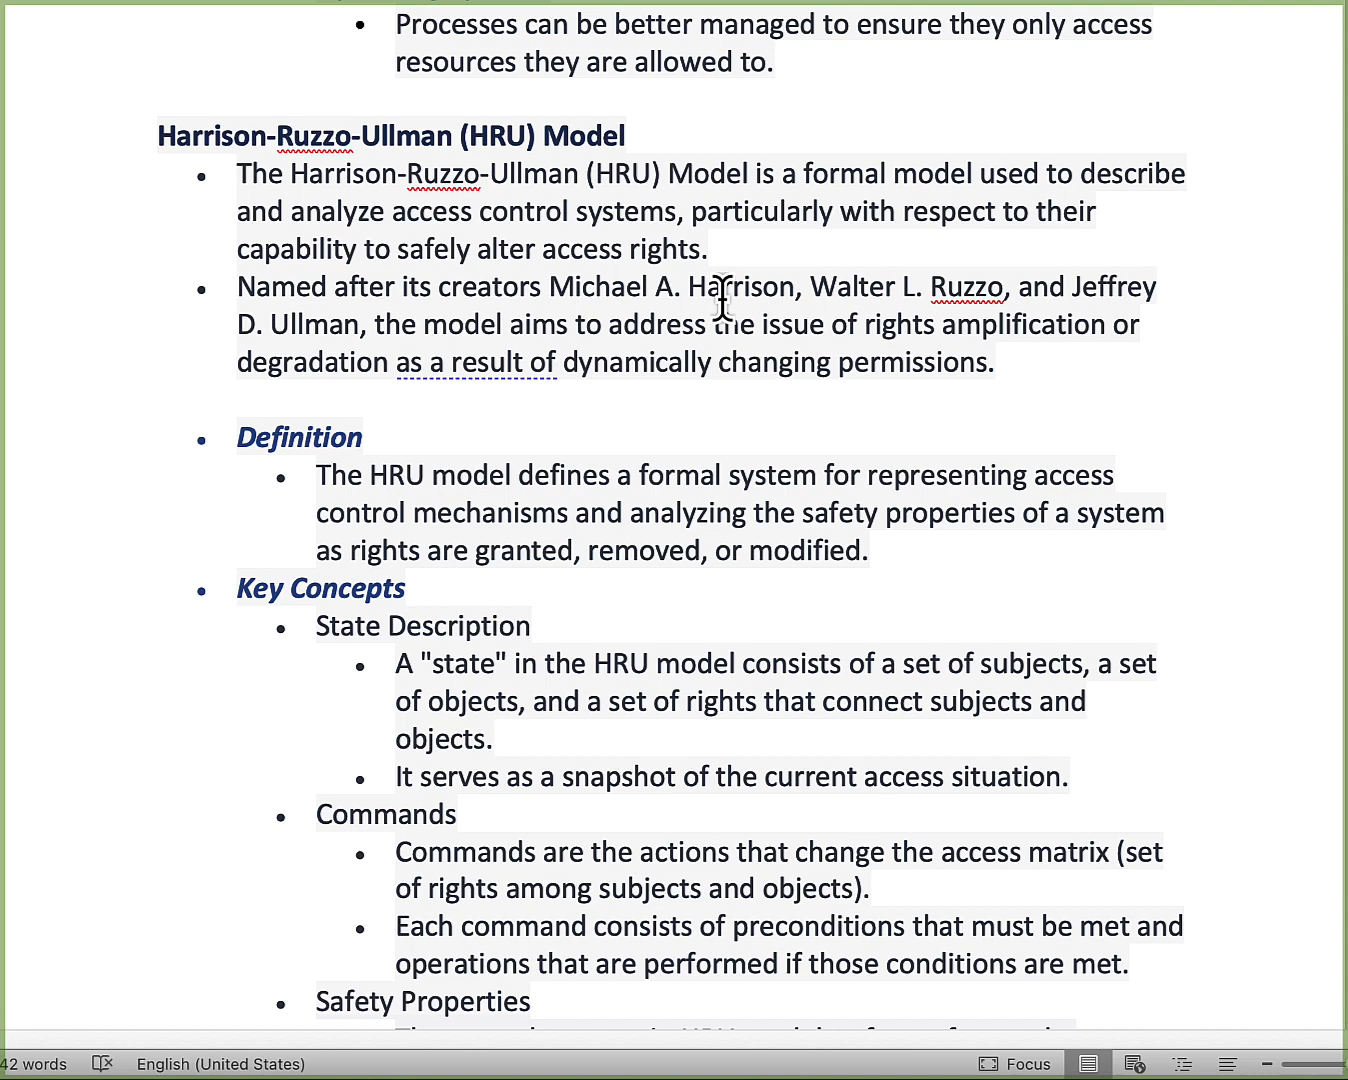 • Processes can be better managed to ensure they only access
resources they are allowed to.
Harrison-Ruzzo-Ullman (HRU) Model
• The Harrison-Ruzzo-Ullman (HRU) Model is a formal model used to describe
and analyze access control systems, particularly with respect to their
capability to safely alter access rights.
• Named after its creators Michael A. Harrison, Walter L. Ruzzo, and Jeffrey
D. Ullman, the model aims to address the issue of rights amplification or
degradation as a result of dynamically changing permissions.
• Definition
• The HRU model defines a formal system for representing access
control mechanisms and analyzing the safety properties of a system
as rights are granted, removed, or modified.
• Key Concepts
• State Description
• A "state" in the HRU model consists of a set of subjects, a set
of objects, and a set of rights that connect subjects and
objects.
• It serves as a snapshot of the current access situation.
• Commands
• Commands are the actions that change the access matrix (set
of rights among subjects and objects).
• Each command consists of preconditions that must be met and
operations that are performed if those conditions are met.
• Safety Properties
42 words English (United States) Focus